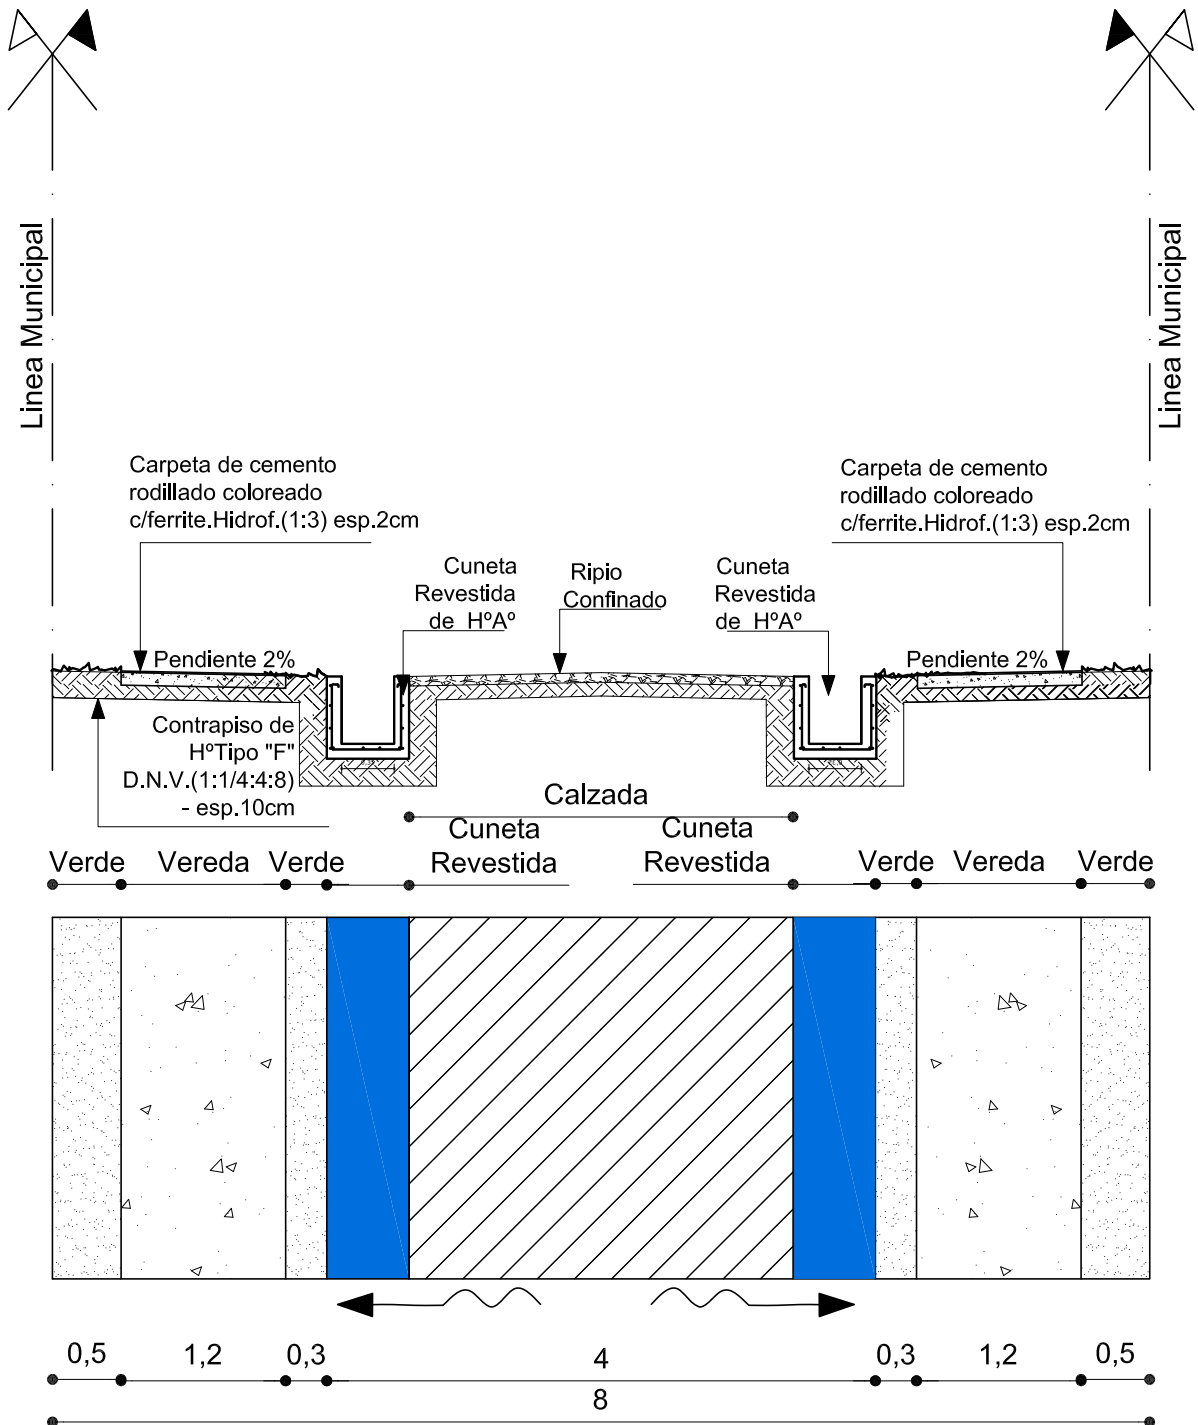 Linea Municipal
Linea Municipal
Carpeta de cemento
rodillado coloreado
c/ferrite.Hidrof.(1:3) esp.2cm
Carpeta de cemento
rodillado coloreado
c/ferrite.Hidrof.(1:3) esp.2cm
Cuneta
Revestida
de HºAº
Ripio
Confinado
Cuneta
Revestida
de HºAº
Pendiente 2%
Pendiente 2%
Contrapiso de
HºTipo "F"
D.N.V.(1:1/4:4:8)
- esp.10cm
Calzada
Verde
Vereda
Verde
Cuneta
Revestida
Cuneta
Revestida
Verde
Vereda
Verde
0,5
1,2
0,3
4
0,3
1,2
0,5
8